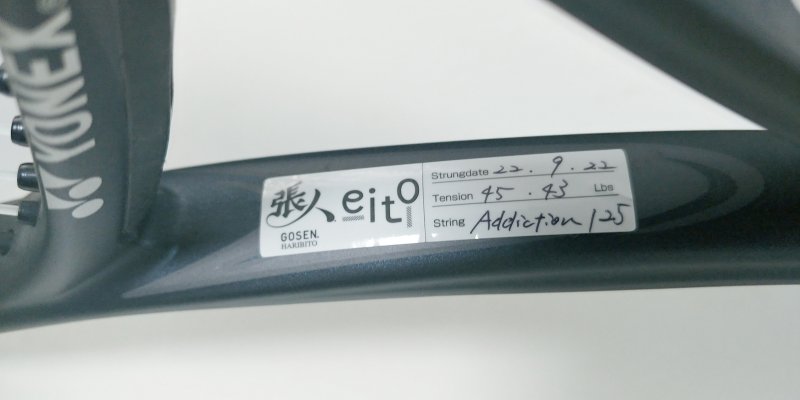 YONEX
張人
GOSEN.
HARIBITO
eito
Strungdate 22.9.22
Tension 45.43 Lbs
String Addiction 125